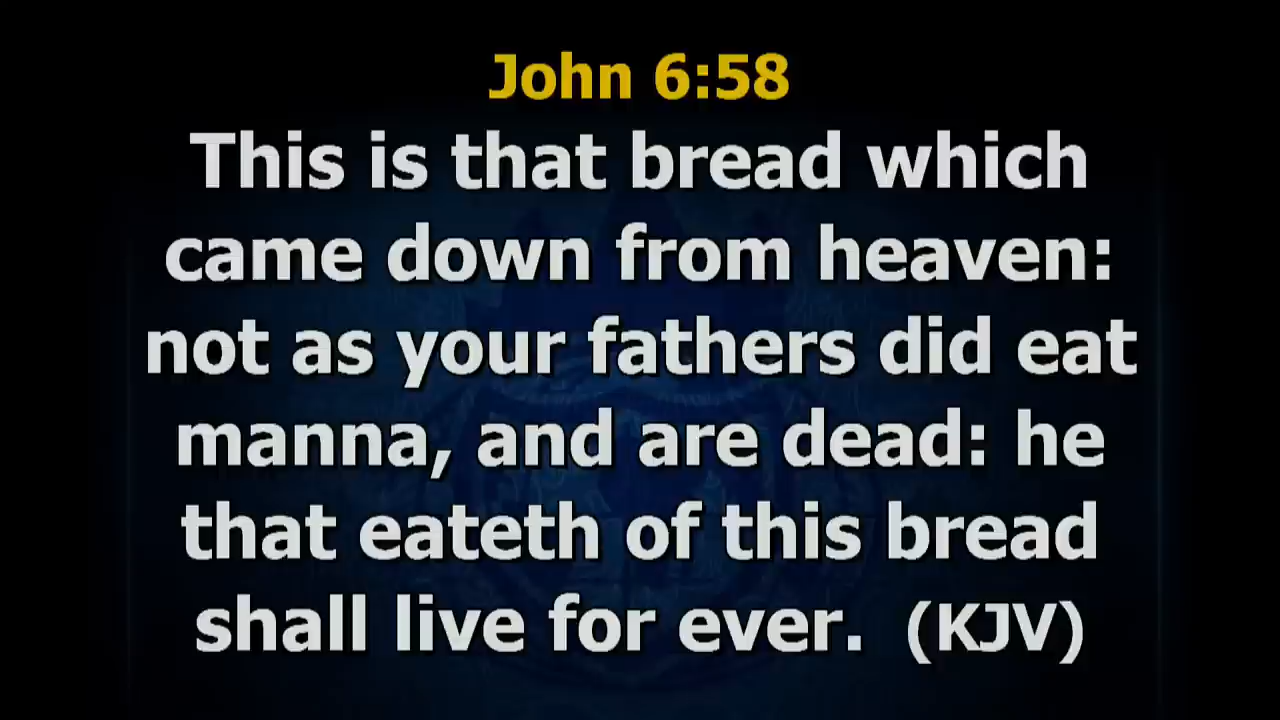 John 6:58
This is that bread which
came down from heaven:
not as your fathers did eat
manna, and are dead: he
that eateth of this bread
shall live for ever.  (KJV)